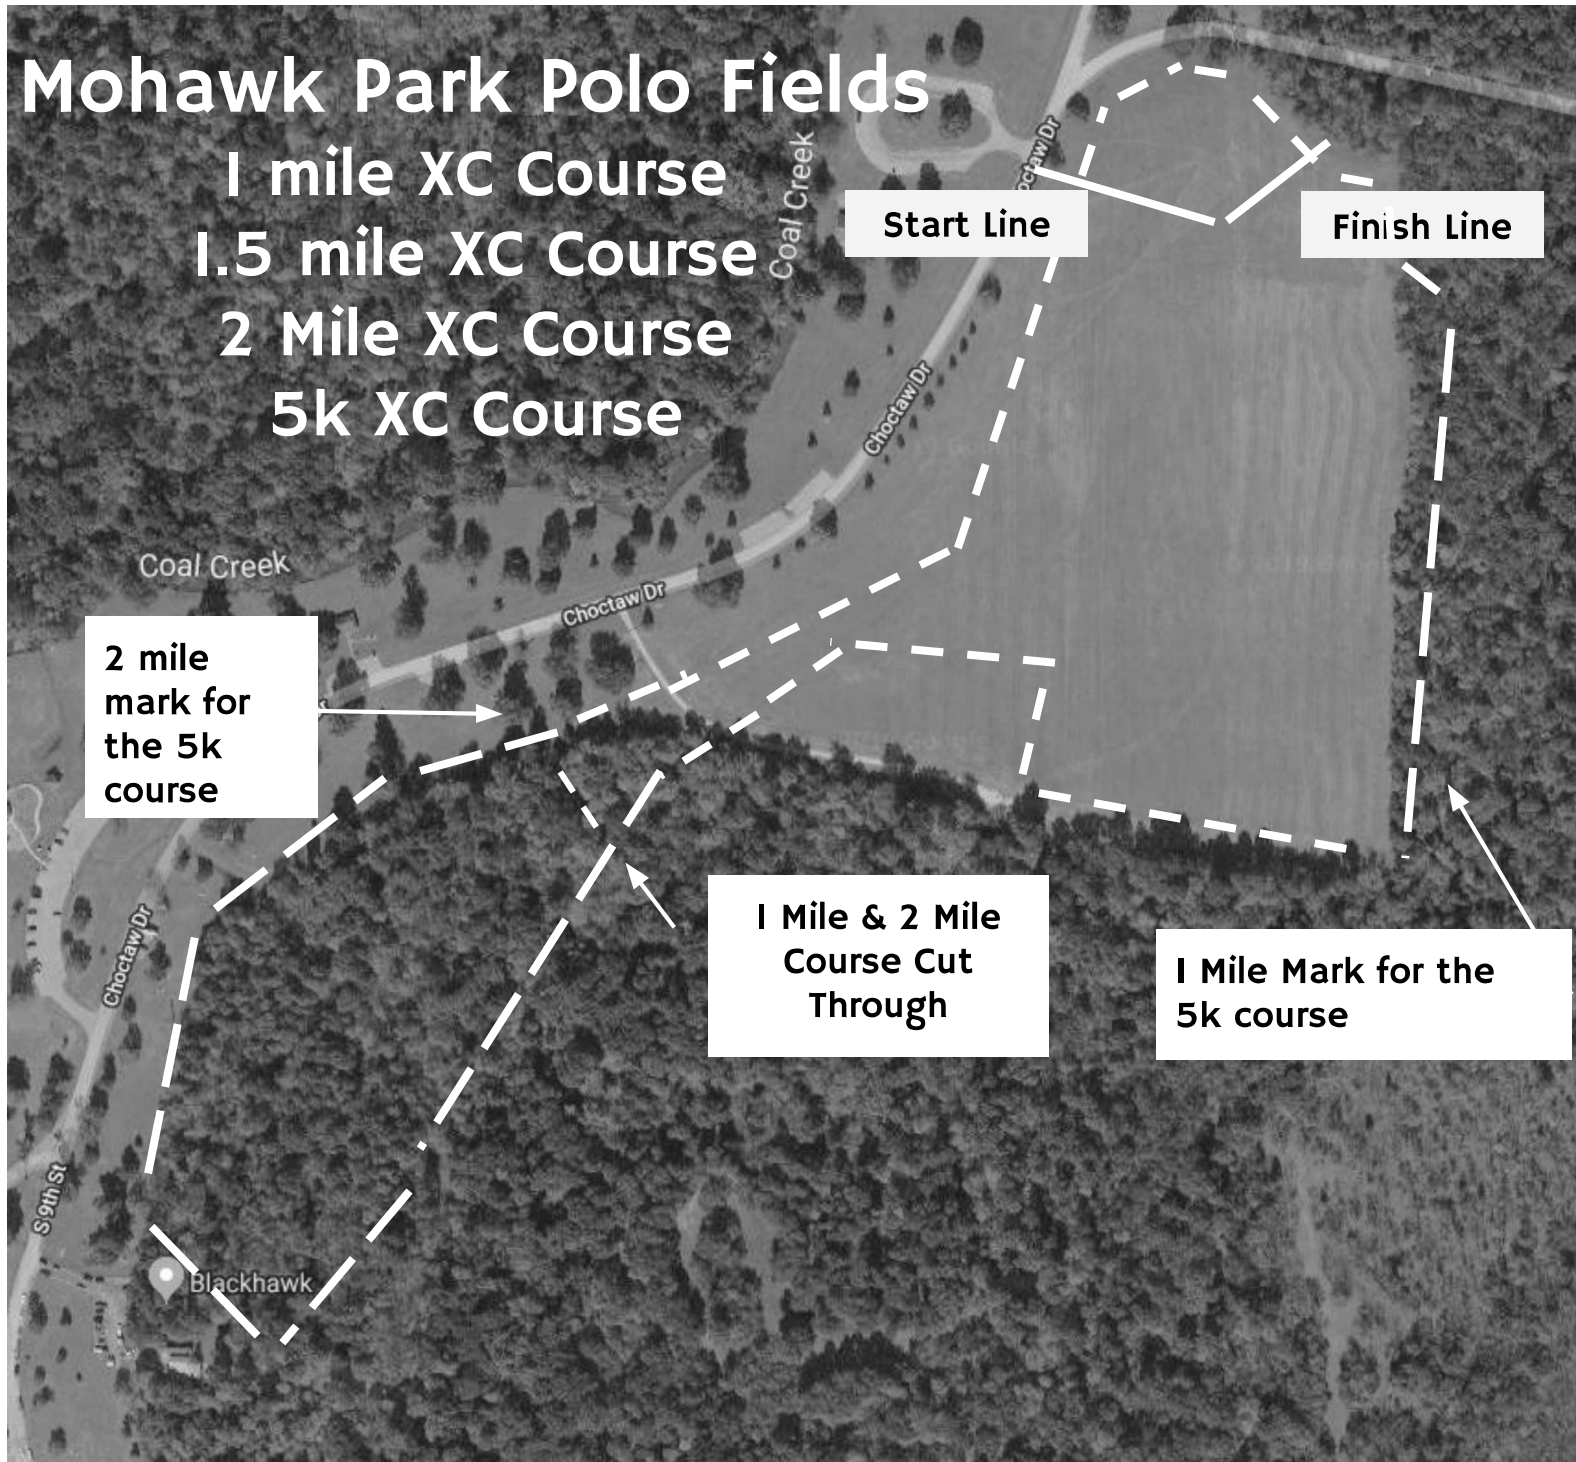 Mohawk Park Polo Fields
1 mile XC Course
1.5 mile XC Course
2 Mile XC Course
5k XC Course
Coal Creek
octaw Dr
Start Line
Finish Line
Choctaw Dr
Coal Creek
Choctaw Dr
2 mile
mark for
the 5k
course
1 Mile & 2 Mile
Course Cut
Through
1 Mile Mark for the
5k course
Choctaw Dr
S 9th St
Blackhawk